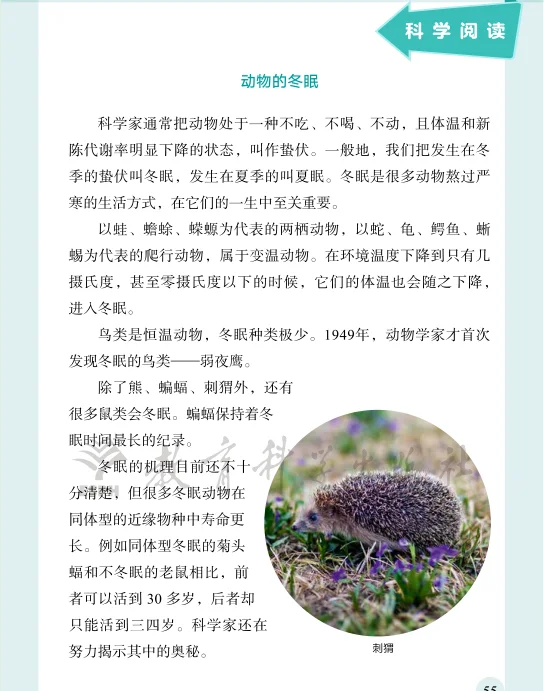 科学阅读
动物的冬眠
科学家通常把动物处于一种不吃、不喝、不动，且体温和新
陈代谢率明显下降的状态，叫作蛰伏。一般地，我们把发生在冬
季的蛰伏叫冬眠，发生在夏季的叫夏眠。冬眠是很多动物熬过严
寒的生活方式，在它们的一生中至关重要。
以蛙、蟾蜍、蝾螈为代表的两栖动物，以蛇、龟、鳄鱼、蜥
蜴为代表的爬行动物，属于变温动物。在环境温度下降到只有几
摄氏度，甚至零摄氏度以下的时候，它们的体温也会随之下降，
进入冬眠。
鸟类是恒温动物，冬眠种类极少。1949年，动物学家才首次
发现冬眠的鸟类——弱夜鹰。
除了熊、蝙蝠、刺猬外，还有
很多鼠类会冬眠。蝙蝠保持着冬
眠时间最长的纪录。
冬眠的机理目前还不十
分清楚，但很多冬眠动物在
同体型的近缘物种中寿命更
长。例如同体型冬眠的菊头
蝠和不冬眠的老鼠相比，前
者可以活到 30 多岁，后者却
只能活到三四岁。科学家还在
努力揭示其中的奥秘。
教育科学出版社
刺猬
55